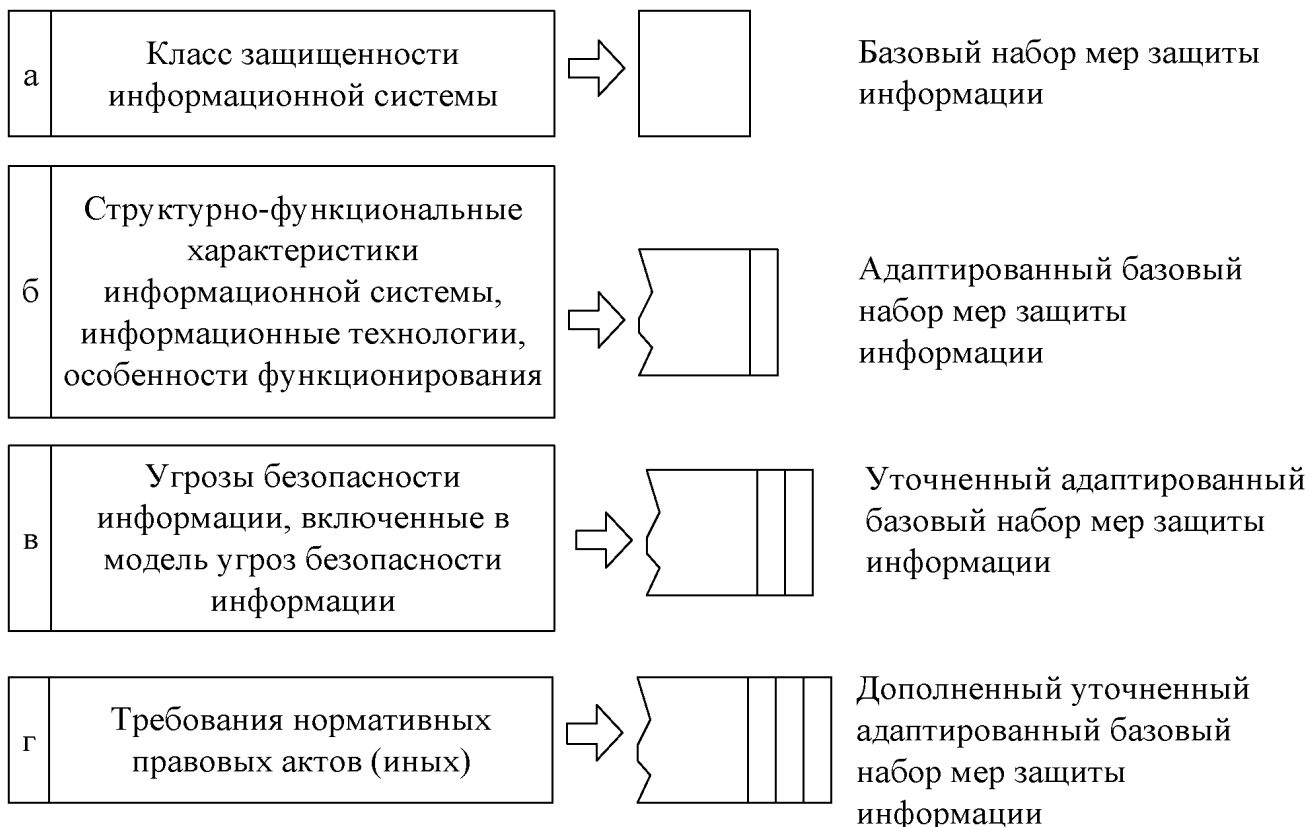 а
Класс защищенности
информационной системы
Базовый набор мер защиты
информации
б
Структурно-функциональные
характеристики
информационной системы,
информационные технологии,
особенности функционирования
Адаптированный базовый
набор мер защиты
информации
в
Угрозы безопасности
информации, включенные в
модель угроз безопасности
информации
Уточненный адаптированный
базовый набор мер защиты
информации
г
Требования нормативных
правовых актов (иных)
Дополненный уточненный
адаптированный базовый
набор мер защиты
информации